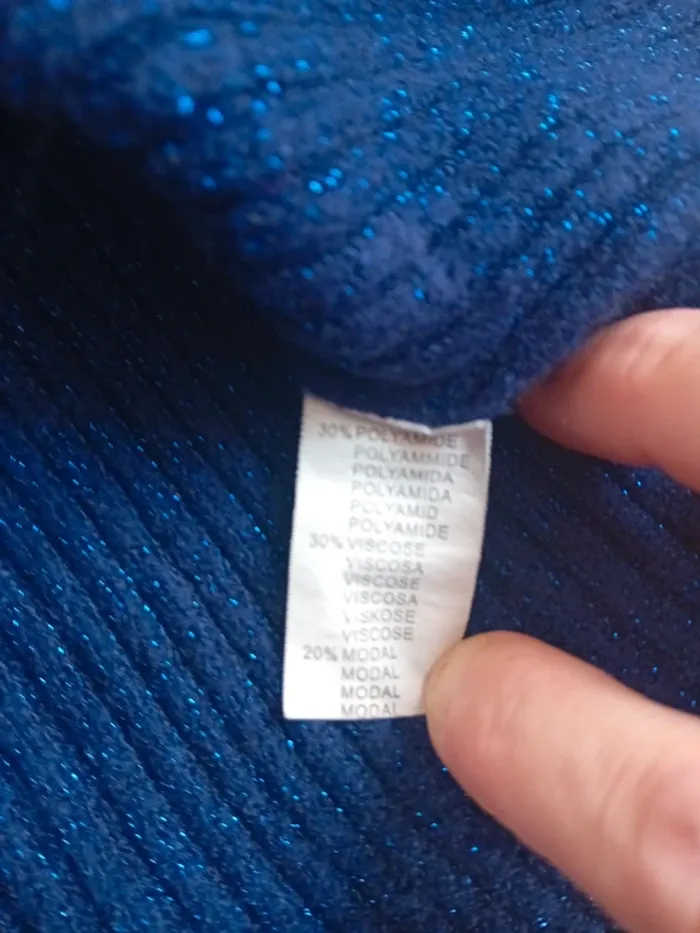 30% POLYAMIDE
POLYAMMIDE
POLYAMIDA
POLYAMIDA
POLYAMID
POLYAMIDE
30% VISCOSE
VISCOSA
VISCOSE
VISCOSA
VISKOSE
VISCOSE
20% MODAL
MODAL
MODAL
MODAL